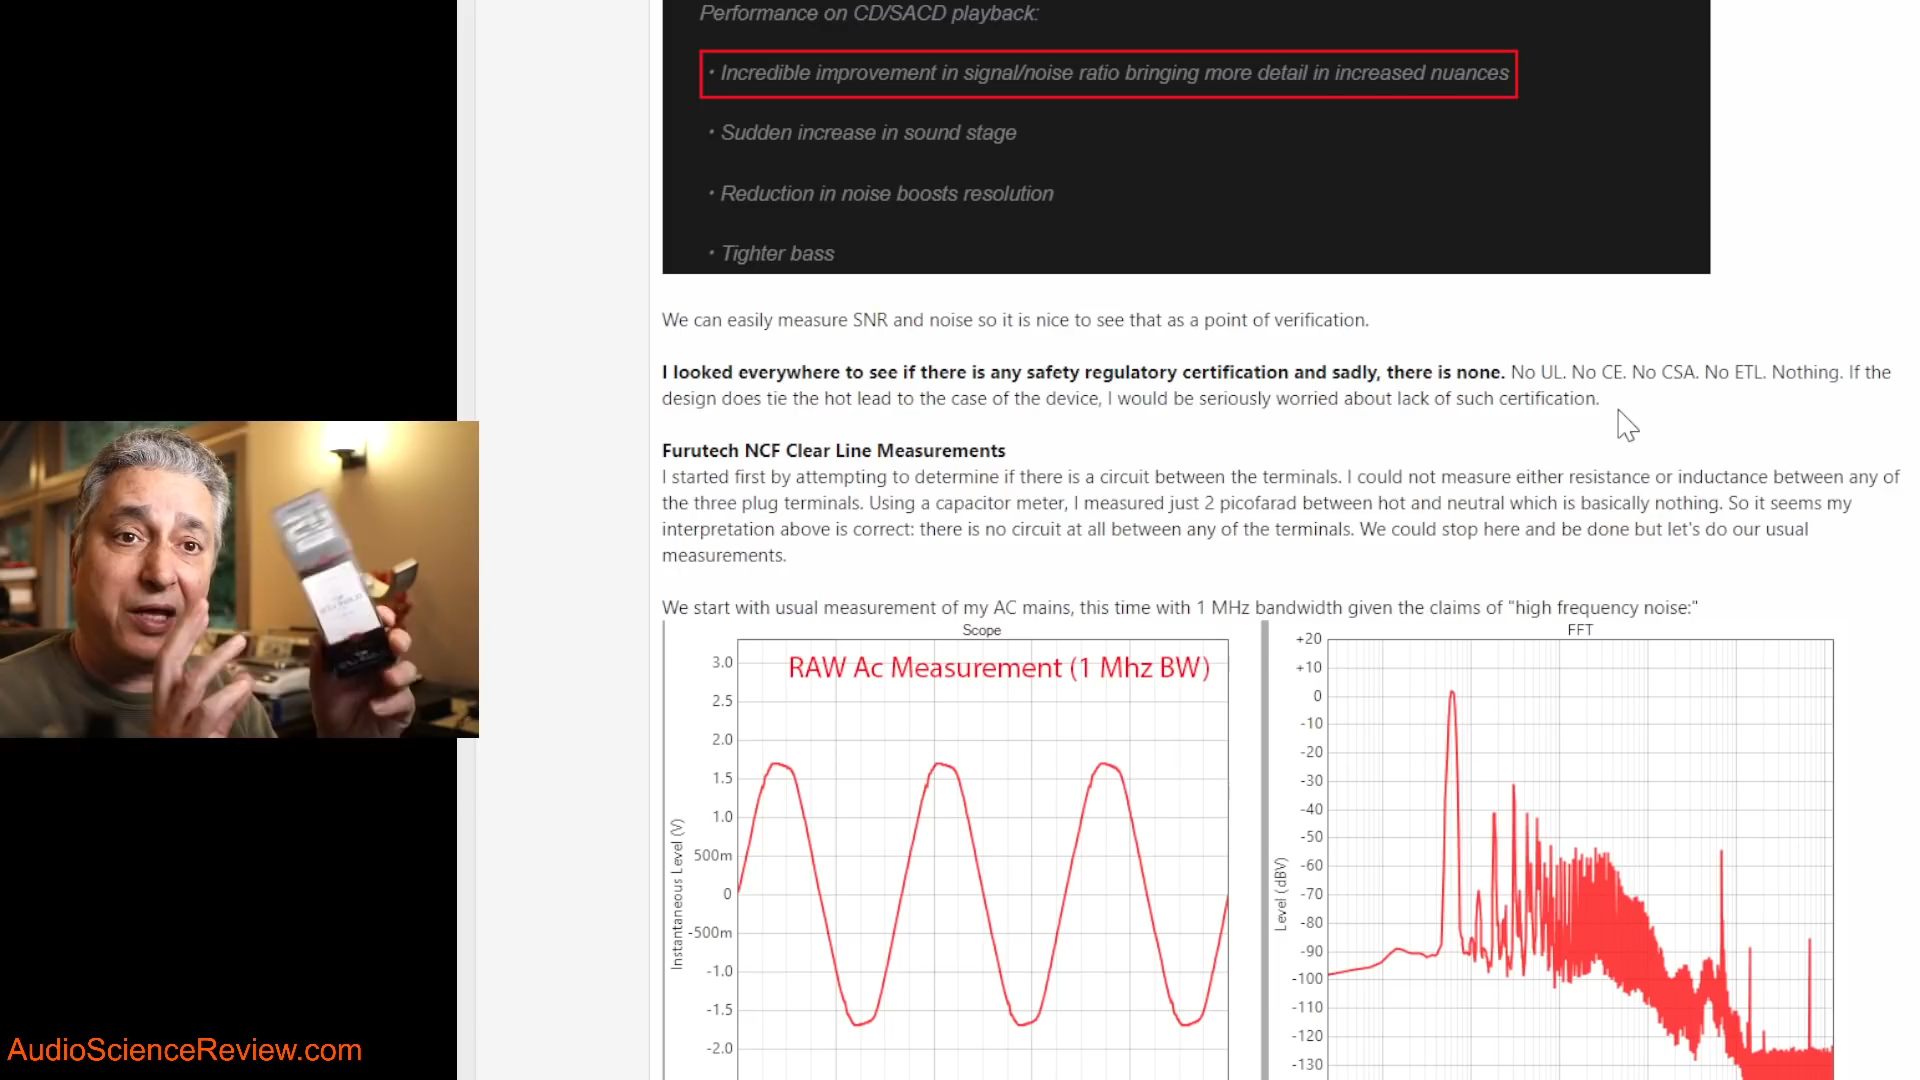 Performance on CD/SACD playback:
· Incredible improvement in signal/noise ratio bringing more detail in increased nuances
· Sudden increase in sound stage
· Reduction in noise boosts resolution
· Tighter bass
We can easily measure SNR and noise so it is nice to see that as a point of verification.
I looked everywhere to see if there is any safety regulatory certification and sadly, there is none. No UL. No CE. No CSA. No ETL. Nothing. If the
design does tie the hot lead to the case of the device, I would be seriously worried about lack of such certification.
Furutech NCF Clear Line Measurements
I started first by attempting to determine if there is a circuit between the terminals. I could not measure either resistance or inductance between any of
the three plug terminals. Using a capacitor meter, I measured just 2 picofarad between hot and neutral which is basically nothing. So it seems my
interpretation above is correct: there is no circuit at all between any of the terminals. We could stop here and be done but let's do our usual
measurements.
We start with usual measurement of my AC mains, this time with 1 MHz bandwidth given the claims of "high frequency noise:"
Scope
RAW Ac Measurement (1 Mhz BW)
3.0
2.5
2.0
1.5
1.0
500m
0
-500m
-1.0
-1.5
-2.0
Instantaneous Level (V)
FFT
+20
+10
0
-10
-20
-30
-40
-50
-60
-70
-80
-90
-100
-110
-120
-130
Level (dBV)
AudioScienceReview.com